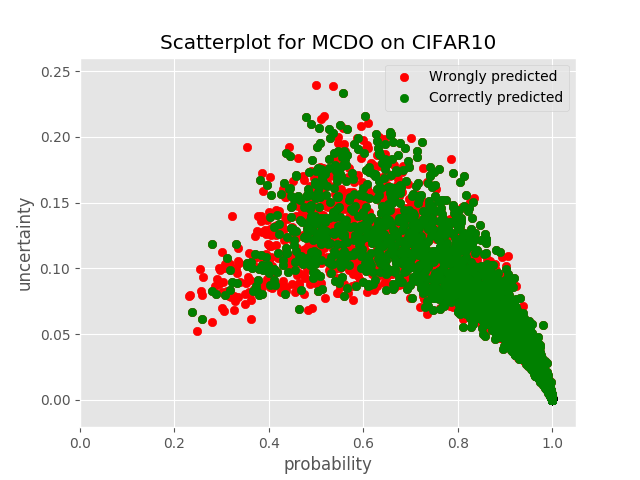 Scatterplot for MCDO on CIFAR10
Wrongly predicted
Correctly predicted
uncertainty
0.25
0.20
0.15
0.10
0.05
0.00
0.0 0.2 0.4 0.6 0.8 1.0
probability